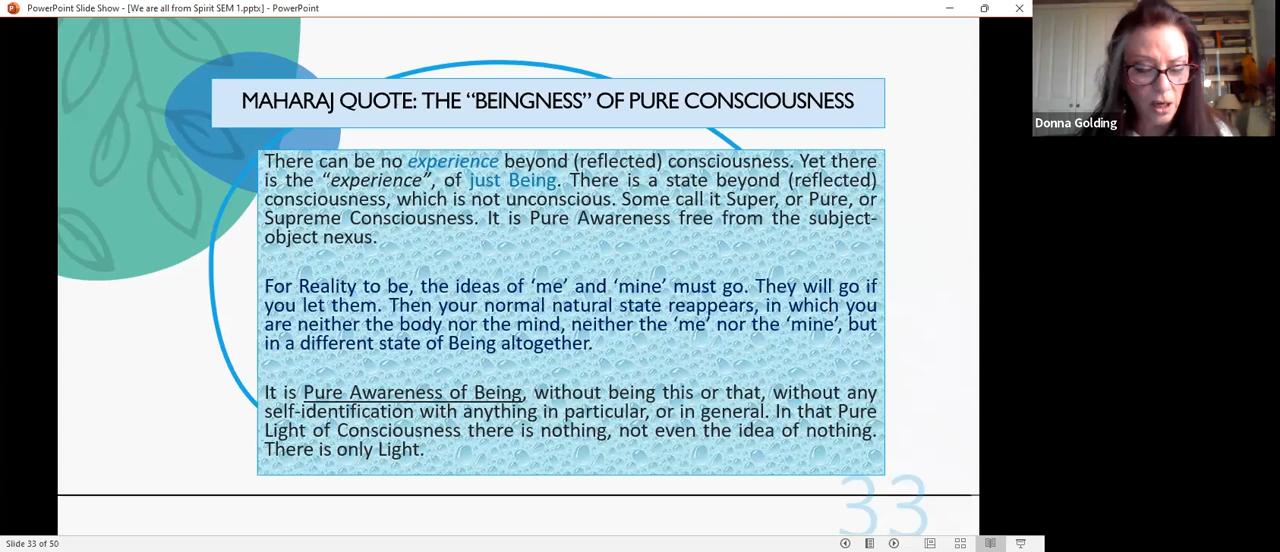 PowerPoint Slide Show - [We are all from Spirit SEM 1.pptx] - PowerPoint
MAHARAJ QUOTE: THE “BEINGNESS” OF PURE CONSCIOUSNESS
Donna Golding
There can be no experience beyond (reflected) consciousness. Yet there
is the “experience”, of just Being. There is a state beyond (reflected)
consciousness, which is not unconscious. Some call it Super, or Pure, or
Supreme Consciousness. It is Pure Awareness free from the subject-
object nexus.
For Reality to be, the ideas of ‘me’ and ‘mine’ must go. They will go if
you let them. Then your normal natural state reappears, in which you
are neither the body nor the mind, neither the ‘me’ nor the ‘mine’, but
in a different state of Being altogether.
It is Pure Awareness of Being, without being this or that, without any
self-identification with anything in particular, or in general. In that Pure
Light of Consciousness there is nothing, not even the idea of nothing.
There is only Light.
33
Slide 33 of 50